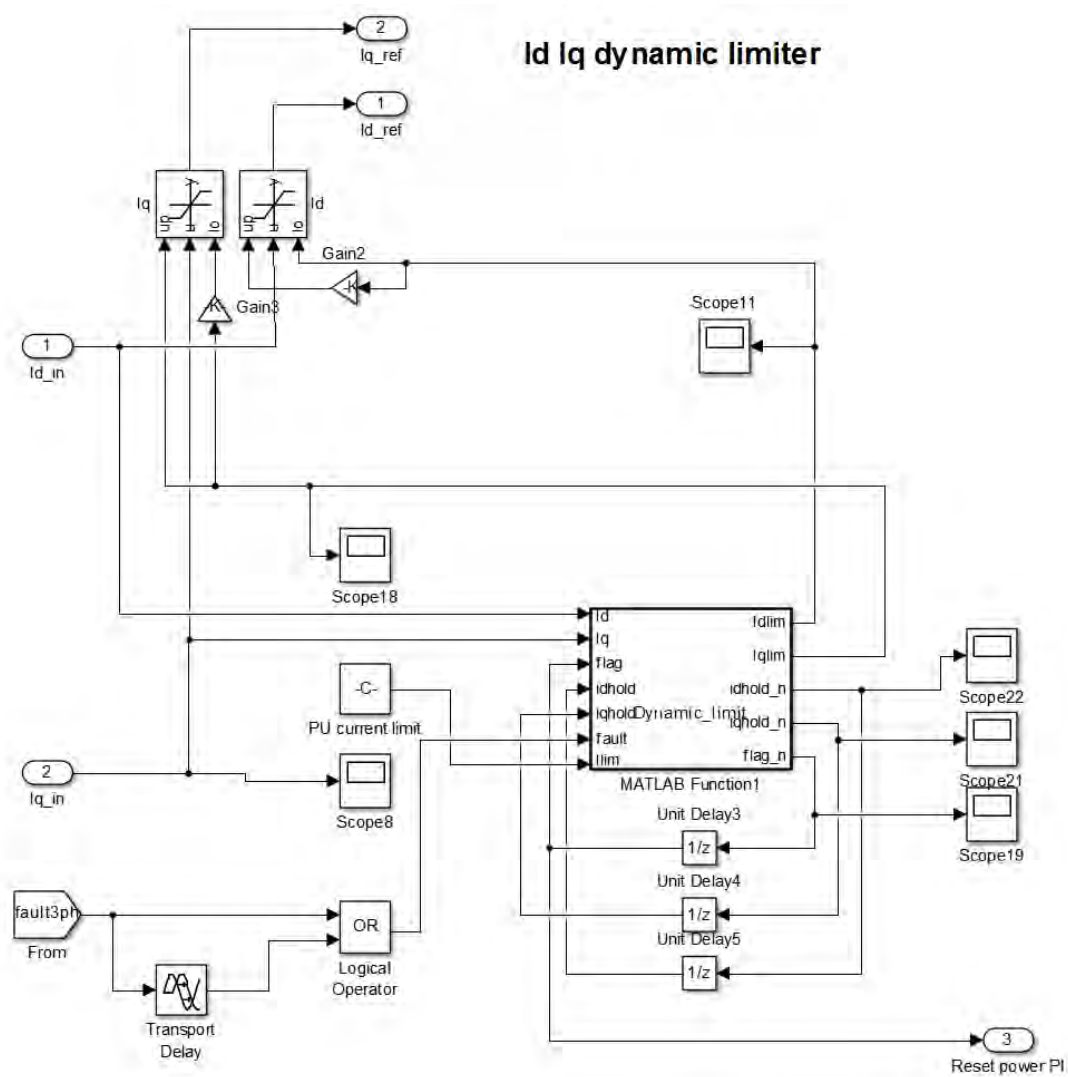 2
Iq_ref
Id Iq dynamic limiter
1
Id_ref
Iq
up
u
lo
y
Id
up
u
lo
y
Gain2
-K-
-K-
Gain3
Scope11
1
Id_in
Scope18
Id
Iq
flag
idhold
iqhold
fault
Ilim
Dynamic_limit
Idlim
Iqlim
idhold_n
iqhold_n
flag_n
MATLAB Function1
-C-
PU current limit
Scope22
Scope21
Scope19
2
Iq_in
Scope8
Unit Delay3
1/z
Unit Delay4
1/z
Unit Delay5
1/z
fault3ph
From
OR
Logical
Operator
Transport
Delay
3
Reset power PI